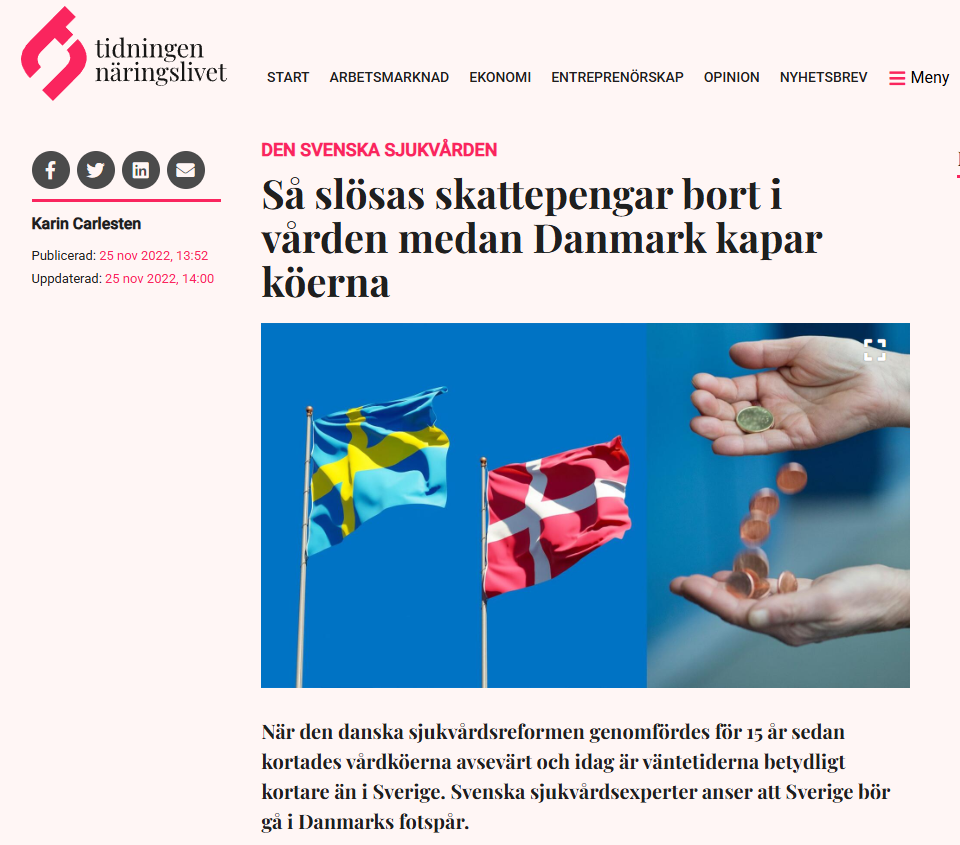 tidningen
näringslivet
START ARBETSMARKNAD EKONOMI ENTREPRENÖRSKAP OPINION NYHETSBREV Meny
Karin Carlesten
Publicerad: 25 nov 2022, 13:52
Uppdaterad: 25 nov 2022, 14:00
DEN SVENSKA SJUKVÅRDEN
Så slösas skattepengar bort i
vården medan Danmark kapar
köerna
När den danska sjukvårdsreformen genomfördes för 15 år sedan
kortades vårdköerna avsevärt och idag är väntetiderna betydligt
kortare än i Sverige. Svenska sjukvårdsexperter anser att Sverige bör
gå i Danmarks fotspår.